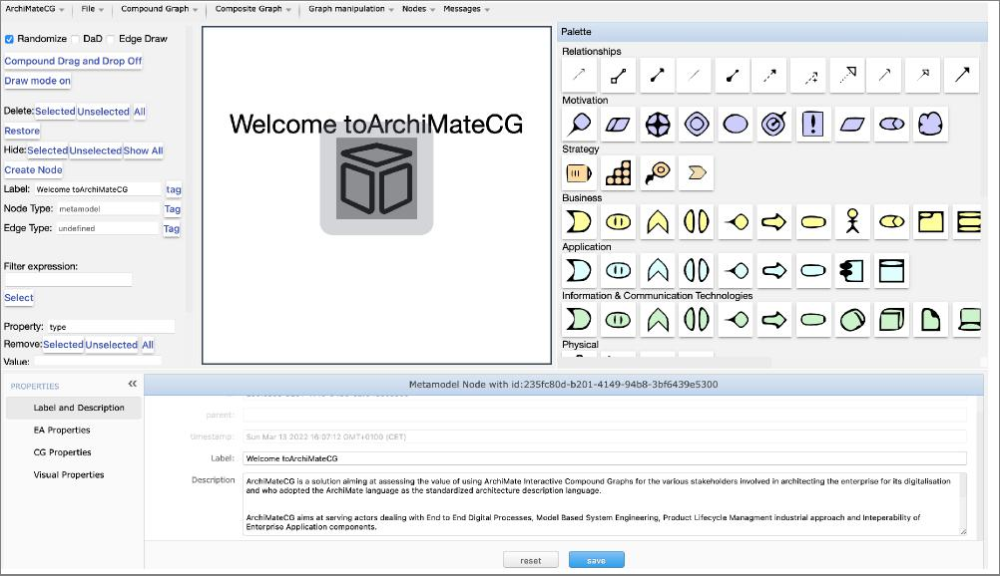 ArchiMateCG File Compound Graph Composite Graph Graph manipulation Nodes Messages
Randomize DaD Edge Draw
Compound Drag and Drop Off
Draw mode on
Delete: Selected Unselected All
Restore
Hide: Selected Unselected Show All
Create Node
Label: Welcome toArchiMateCG tag
Node Type: metamodel Tag
Edge Type: undefined Tag
Filter expression:
Select
Property: type
Remove: Selected Unselected All
Value:
Welcome toArchiMateCG
Palette
Relationships
Motivation
Strategy
Business
Application
Information & Communication Technologies
Physical
PROPERTIES
Label and Description
EA Properties
CG Properties
Visual Properties
Metamodel Node with id:235fc80d-b201-4149-94b8-3bf6439e5300
parent:
timestamp: Sun Mar 13 2022 16:07:12 GMT+0100 (CET)
Label: Welcome toArchiMateCG
Description
ArchiMateCG is a solution aiming at assessing the value of using ArchiMate Interactive Compound Graphs for the various stakeholders involved in architecting the enterprise for its digitalisation
and who adopted the ArchiMate language as the standardized architecture description language.
ArchiMateCG aims at serving actors dealing with End to End Digital Processes, Model Based System Engineering, Product Lifecycle Managment industrial approach and Inteperability of
Enterprise Application components.
reset save